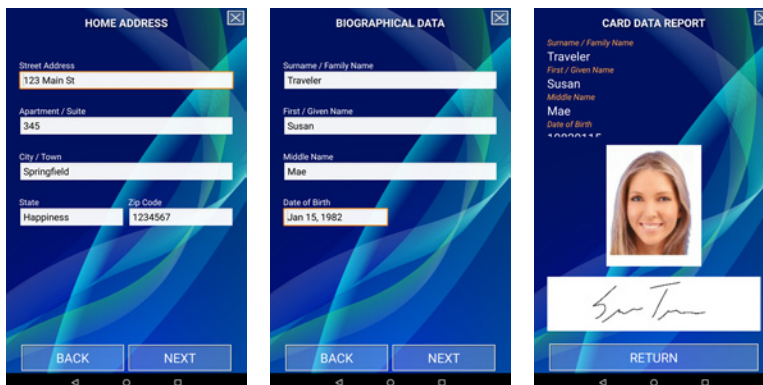 HOME ADDRESS
Street Address
123 Main St
Apartment / Suite
345
City / Town
Springfield
State Zip Code
Happiness 1234567
BACK NEXT
BIOGRAPHICAL DATA
Surname / Family Name
Traveler
First / Given Name
Susan
Middle Name
Mae
Date of Birth
Jan 15, 1982
BACK NEXT
CARD DATA REPORT
Surname / Family Name
Traveler
First / Given Name
Susan
Middle Name
Mae
Date of Birth
RETURN